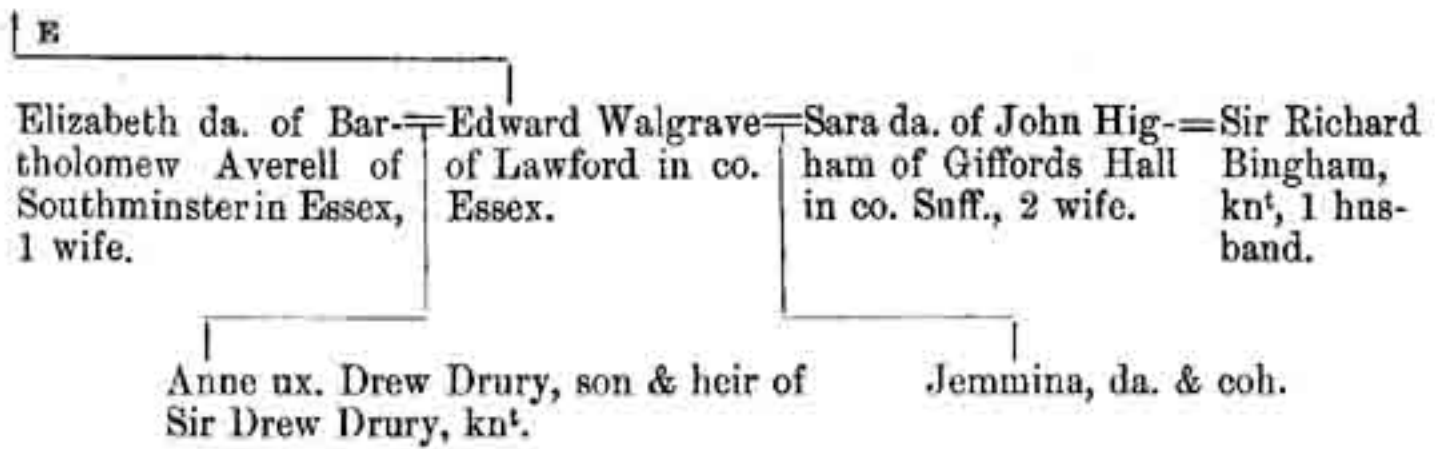 E
Elizabeth da. of Bar-
tholomew Averell of
Southminster in Essex,
1 wife.
Edward Walgrave
of Lawford in co.
Essex.
Sara da. of John Hig-
ham of Giffords Hall
in co. Suff., 2 wife.
Sir Richard
Bingham,
knᵗ, 1 hus-
band.
Anne ux. Drew Drury, son & heir of
Sir Drew Drury, knᵗ.
Jemmina, da. & coh.